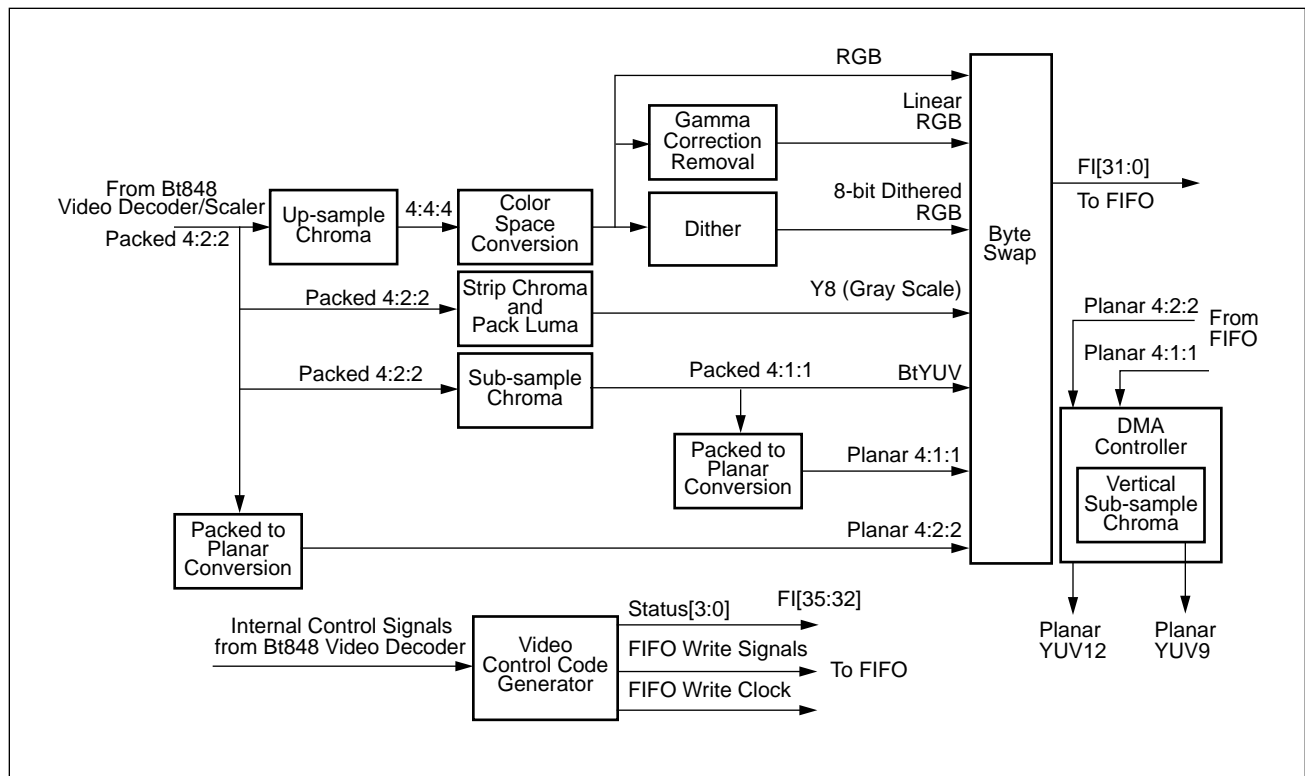 RGB
Linear
RGB
Gamma
Correction
Removal
FI[31:0]
To FIFO
From Bt848
Video Decoder/Scaler
Packed 4:2:2
Up-sample
Chroma
4:4:4
Color
Space
Conversion
8-bit Dithered
RGB
Dither
Byte
Swap
Packed 4:2:2
Strip Chroma
and
Pack Luma
Y8 (Gray Scale)
Planar 4:2:2
From
FIFO
Planar 4:1:1
Packed 4:2:2
Sub-sample
Chroma
Packed 4:1:1
BtYUV
DMA
Controller
Vertical
Sub-sample
Chroma
Packed to
Planar
Conversion
Planar 4:1:1
Packed to
Planar
Conversion
Planar 4:2:2
Planar
YUV12
Planar
YUV9
Internal Control Signals
from Bt848 Video Decoder
Video
Control Code
Generator
Status[3:0]
FI[35:32]
FIFO Write Signals
To FIFO
FIFO Write Clock